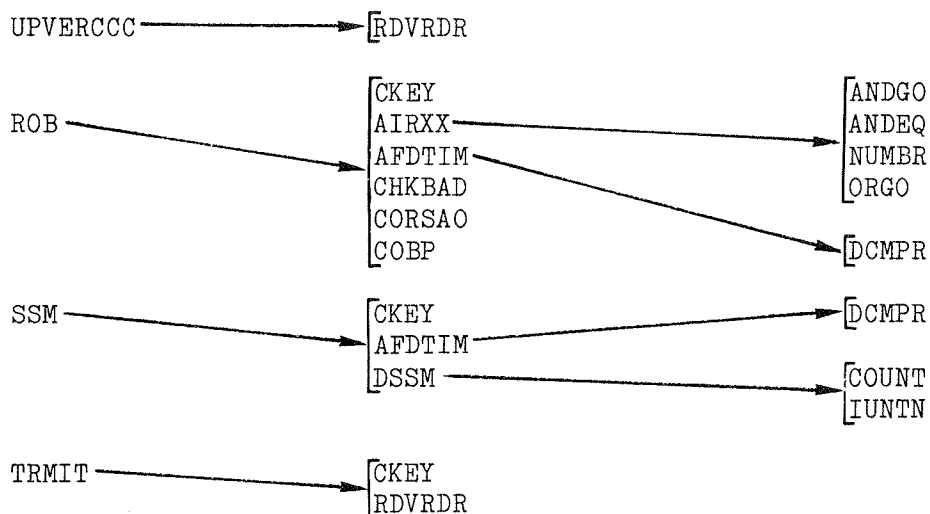 UPVERCCC RDVRDR
CKEY ANDGO
ROB AIRXX ANDEQ
AFDTIM NUMBR
CHKBAD ORGO
CORSAO
COBP DCMPR
SSM CKEY DCMPR
AFDTIM
DSSM COUNT
IUNTN
TRMIT CKEY
RDVRDR